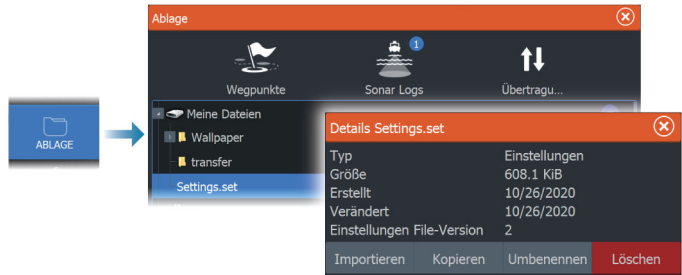 ABLAGE
Ablage
1
Wegpunkte
Sonar Logs
Übertragu...
Meine Dateien
Wallpaper
transfer
Settings.set
Details Settings.set
Typ Einstellungen
Größe 608.1 KiB
Erstellt 10/26/2020
Verändert 10/26/2020
Einstellungen File-Version 2
Importieren Kopieren Umbenennen Löschen